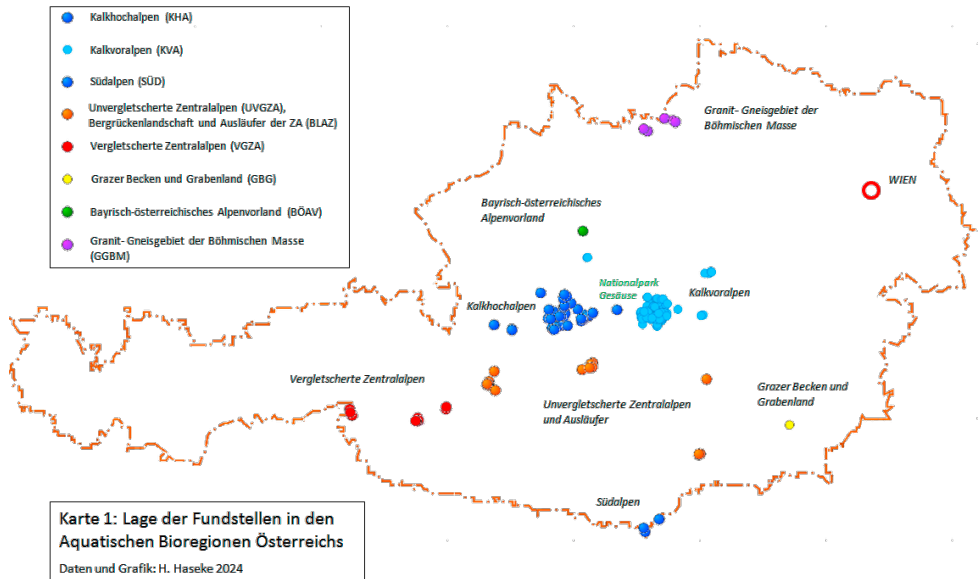 Kalkhochalpen (KHA)
Kalkvoralpen (KVA)
Südalpen (SÜD)
Unvergletscherte Zentralalpen (UVGZA),
Bergrückenlandschaft und Ausläufer der ZA (BLAZ)
Vergletscherte Zentralalpen (VGZA)
Grazer Becken und Grabenland (GBG)
Bayrisch-österreichisches Alpenvorland (BÖAV)
Granit- Gneisgebiet der Böhmischen Masse
(GGBM)
Granit- Gneisgebiet der
Böhmischen Masse
WIEN
Bayrisch-österreichisches
Alpenvorland
Nationalpark
Gesäuse
Kalkvoralpen
Kalkhochalpen
Vergletscherte Zentralalpen
Unvergletscherte Zentralalpen
und Ausläufer
Grazer Becken und
Grabenland
Südalpen
Karte 1: Lage der Fundstellen in den
Aquatischen Bioregionen Österreichs
Daten und Grafik: H. Haseke 2024